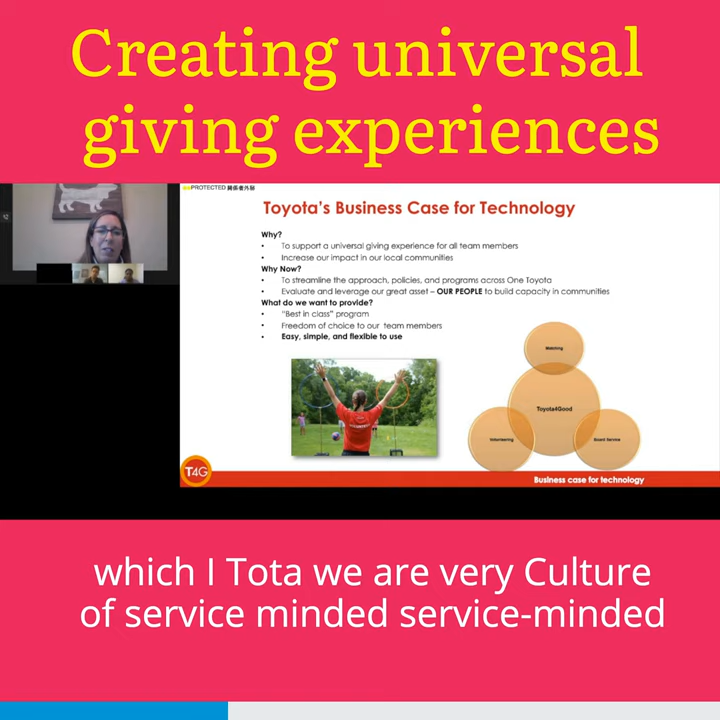 Creating universal
giving experiences
PROTECTED 関係者外秘
Toyota's Business Case for Technology
Why?
• To support a universal giving experience for all team members
• Increase our impact in our local communities
Why Now?
• To streamline the approach, policies, and programs across One Toyota
• Evaluate and leverage our great asset – OUR PEOPLE to build capacity in communities
What do we want to provide?
• "Best in class" program
• Freedom of choice to our team members
• Easy, simple, and flexible to use
Matching
Toyota4Good
Volunteering
Board Service
T4G
Business case for technology
which I Tota we are very Culture
of service minded service-minded